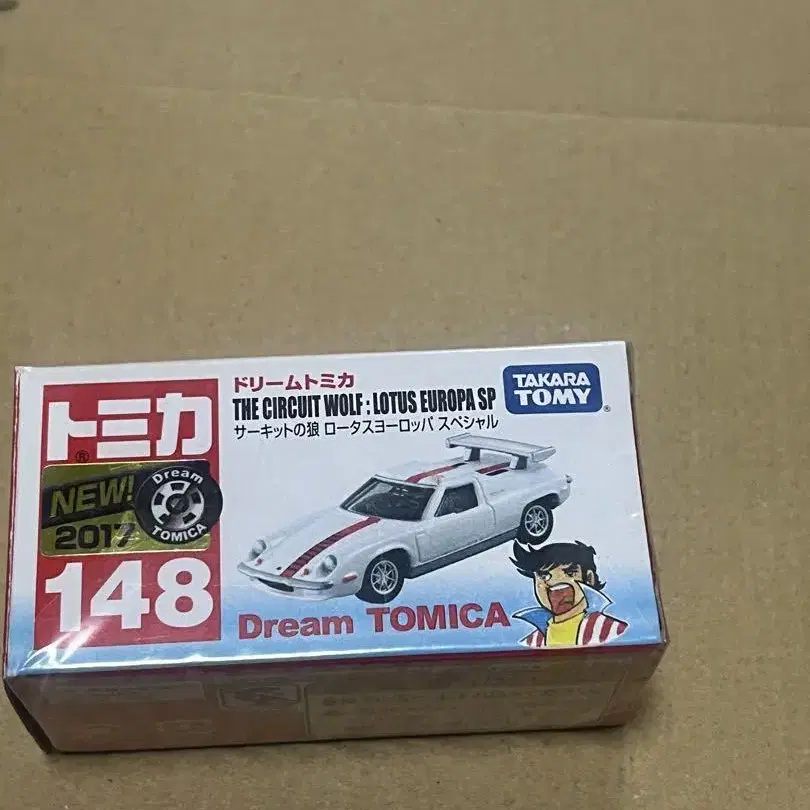 トミカ
®
NEW!
2017
Dream
TOMICA
148
ドリームトミカ
THE CIRCUIT WOLF : LOTUS EUROPA SP
サーキットの狼 ロータスヨーロッパ スペシャル
TAKARA
TOMY
®
Dream TOMICA